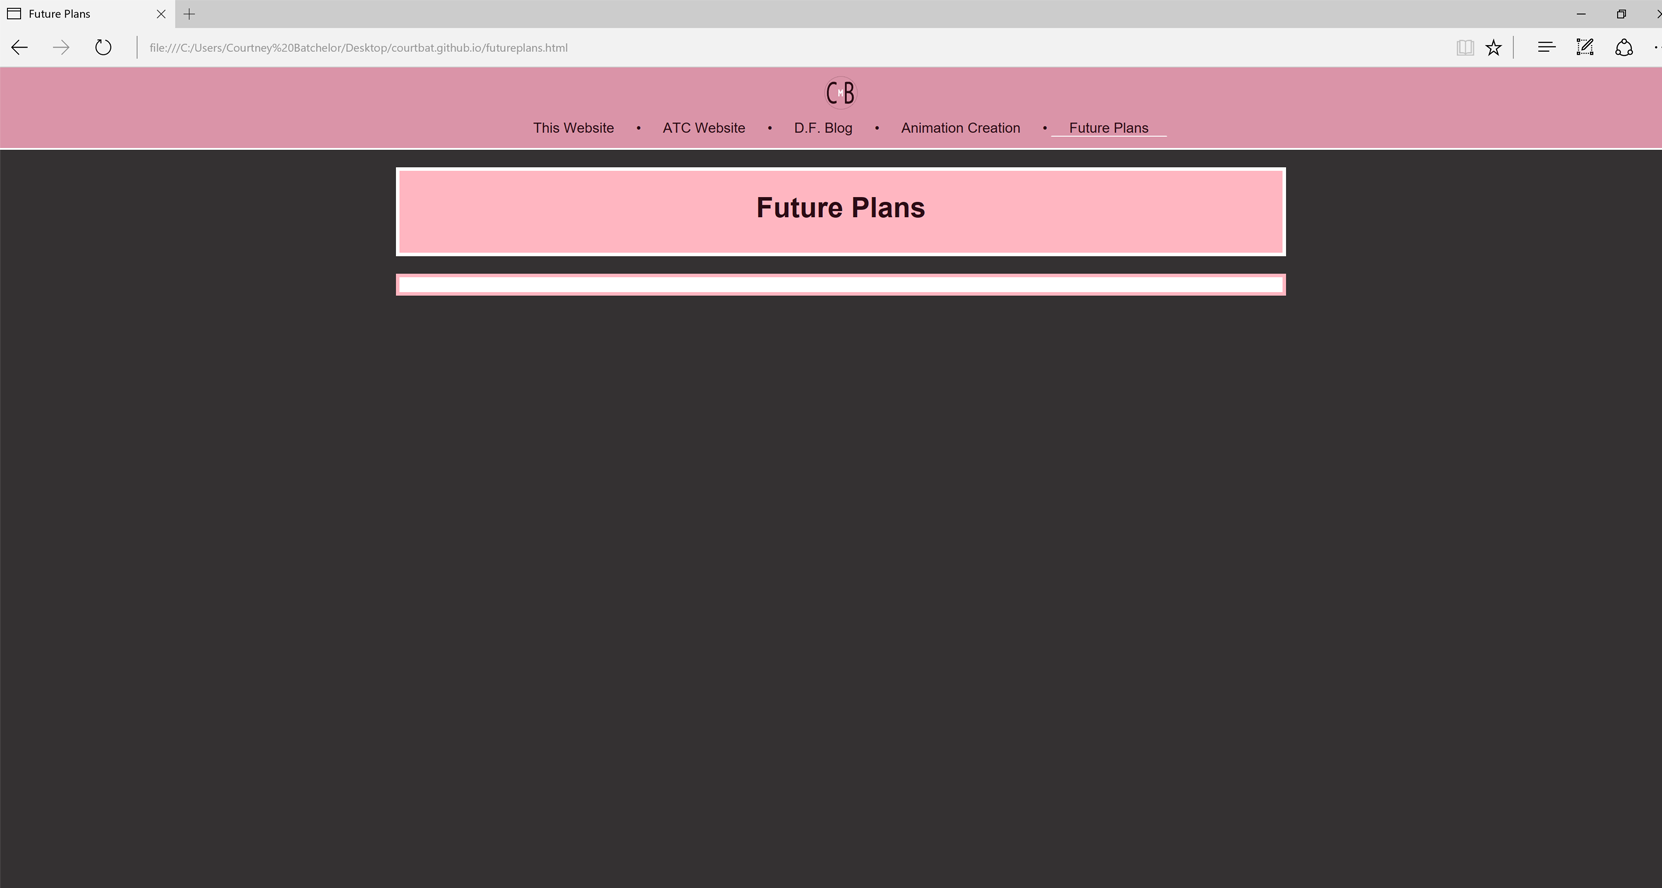 Future Plans
file:///C:/Users/Courtney%20Batchelor/Desktop/courtbat.github.io/futureplans.html
CMB
This Website • ATC Website • D.F. Blog • Animation Creation • Future Plans
Future Plans